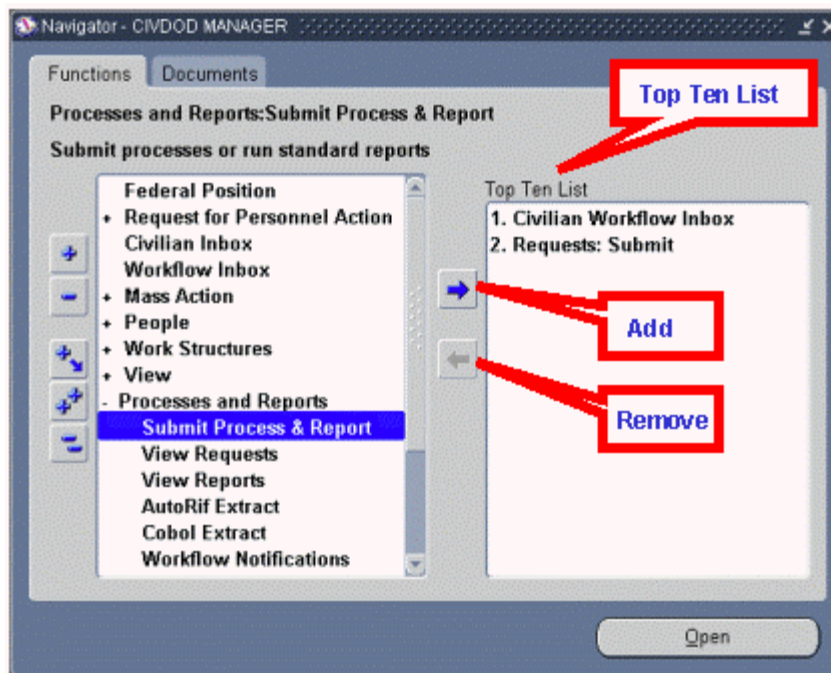 Navigator - CIVDOD MANAGER
Functions Documents
Top Ten List
Processes and Reports:Submit Process & Report
Submit processes or run standard reports
Federal Position
+ Request for Personnel Action
Civilian Inbox
Workflow Inbox
+ Mass Action
+ People
+ Work Structures
+ View
- Processes and Reports
Submit Process & Report
View Requests
View Reports
AutoRif Extract
Cobol Extract
Workflow Notifications
Top Ten List
1. Civilian Workflow Inbox
2. Requests: Submit
Add
Remove
Open